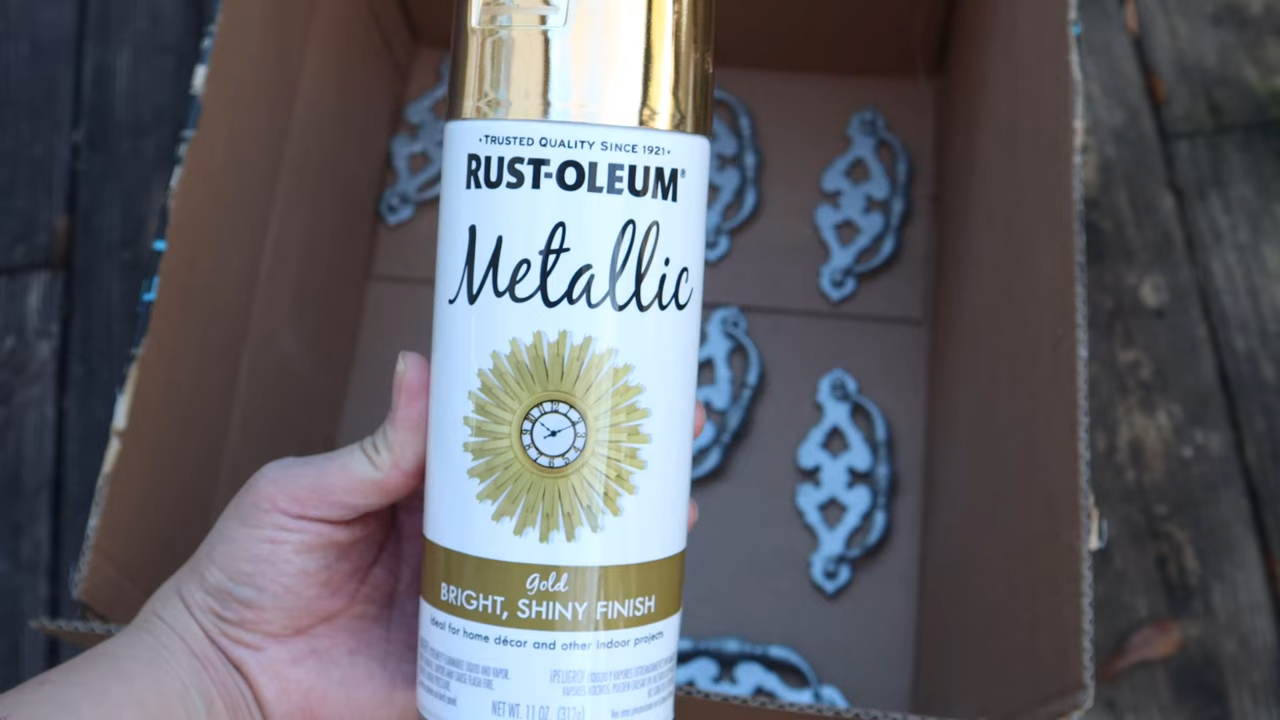 •TRUSTED QUALITY SINCE 1921•
RUST-OLEUM®
Metallic
Gold
BRIGHT, SHINY FINISH
ideal for home décor and other indoor projects
NET WT. 11 OZ. (312g)